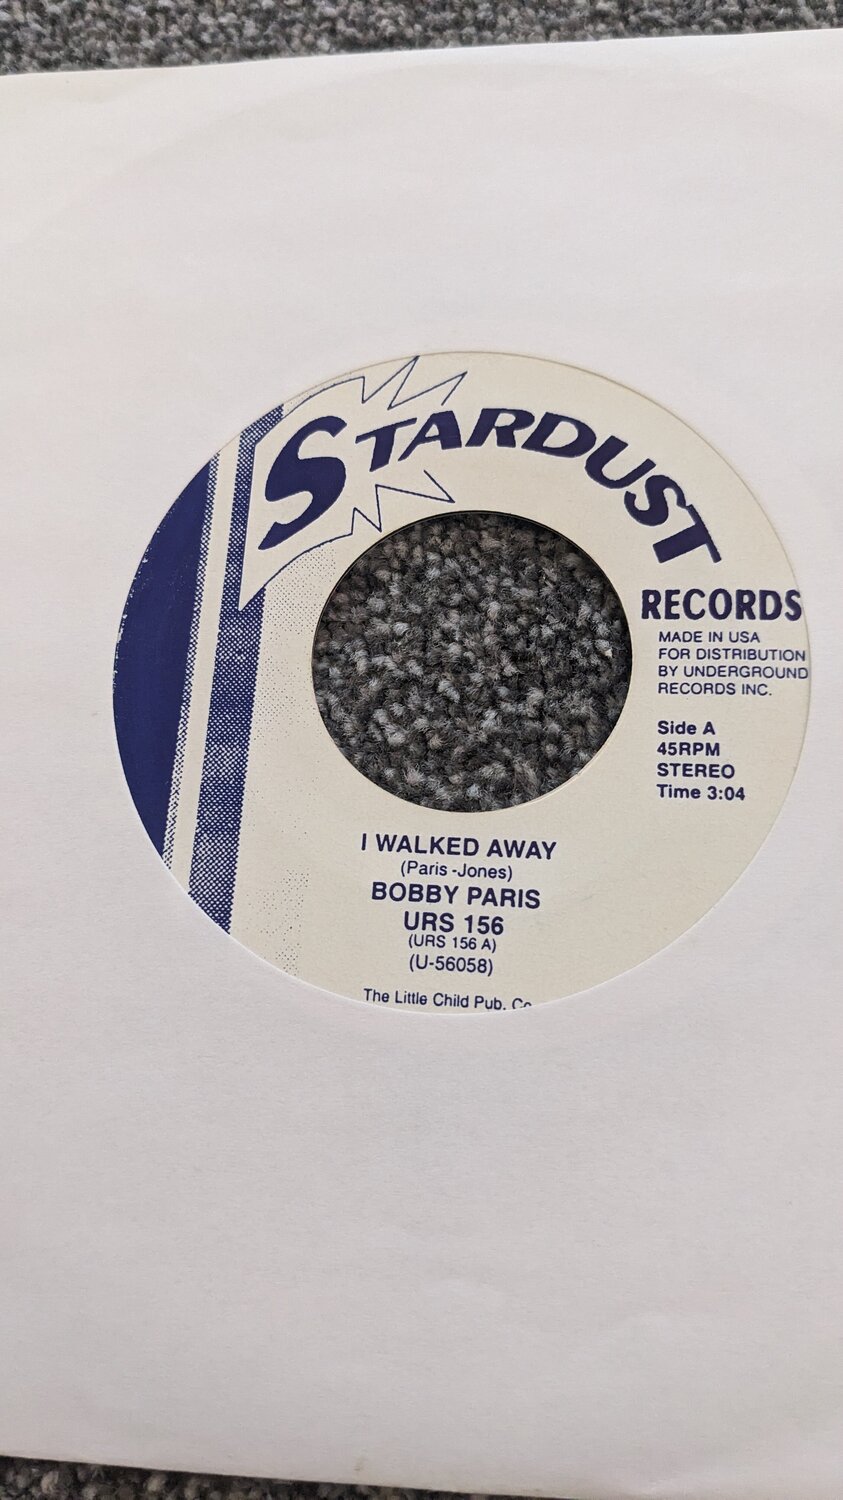 STARDUST
RECORDS
MADE IN USA
FOR DISTRIBUTION
BY UNDERGROUND
RECORDS INC.
Side A
45RPM
STEREO
Time 3:04
I WALKED AWAY
(Paris -Jones)
BOBBY PARIS
URS 156
(URS 156 A)
(U-56058)
The Little Child Pub. Co